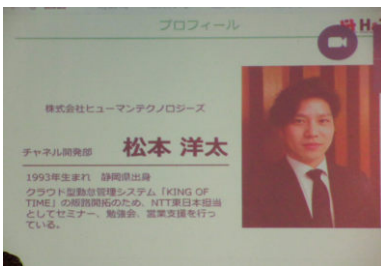 プロフィール
株式会社ヒューマンテクノロジーズ
チャネル開発部 松本 洋太
1993年生まれ 静岡県出身
クラウド型勤怠管理システム「KING OF
TIME」の販路開拓のため、NTT東日本担当
としてセミナー、勉強会、営業支援を行っ
ている。